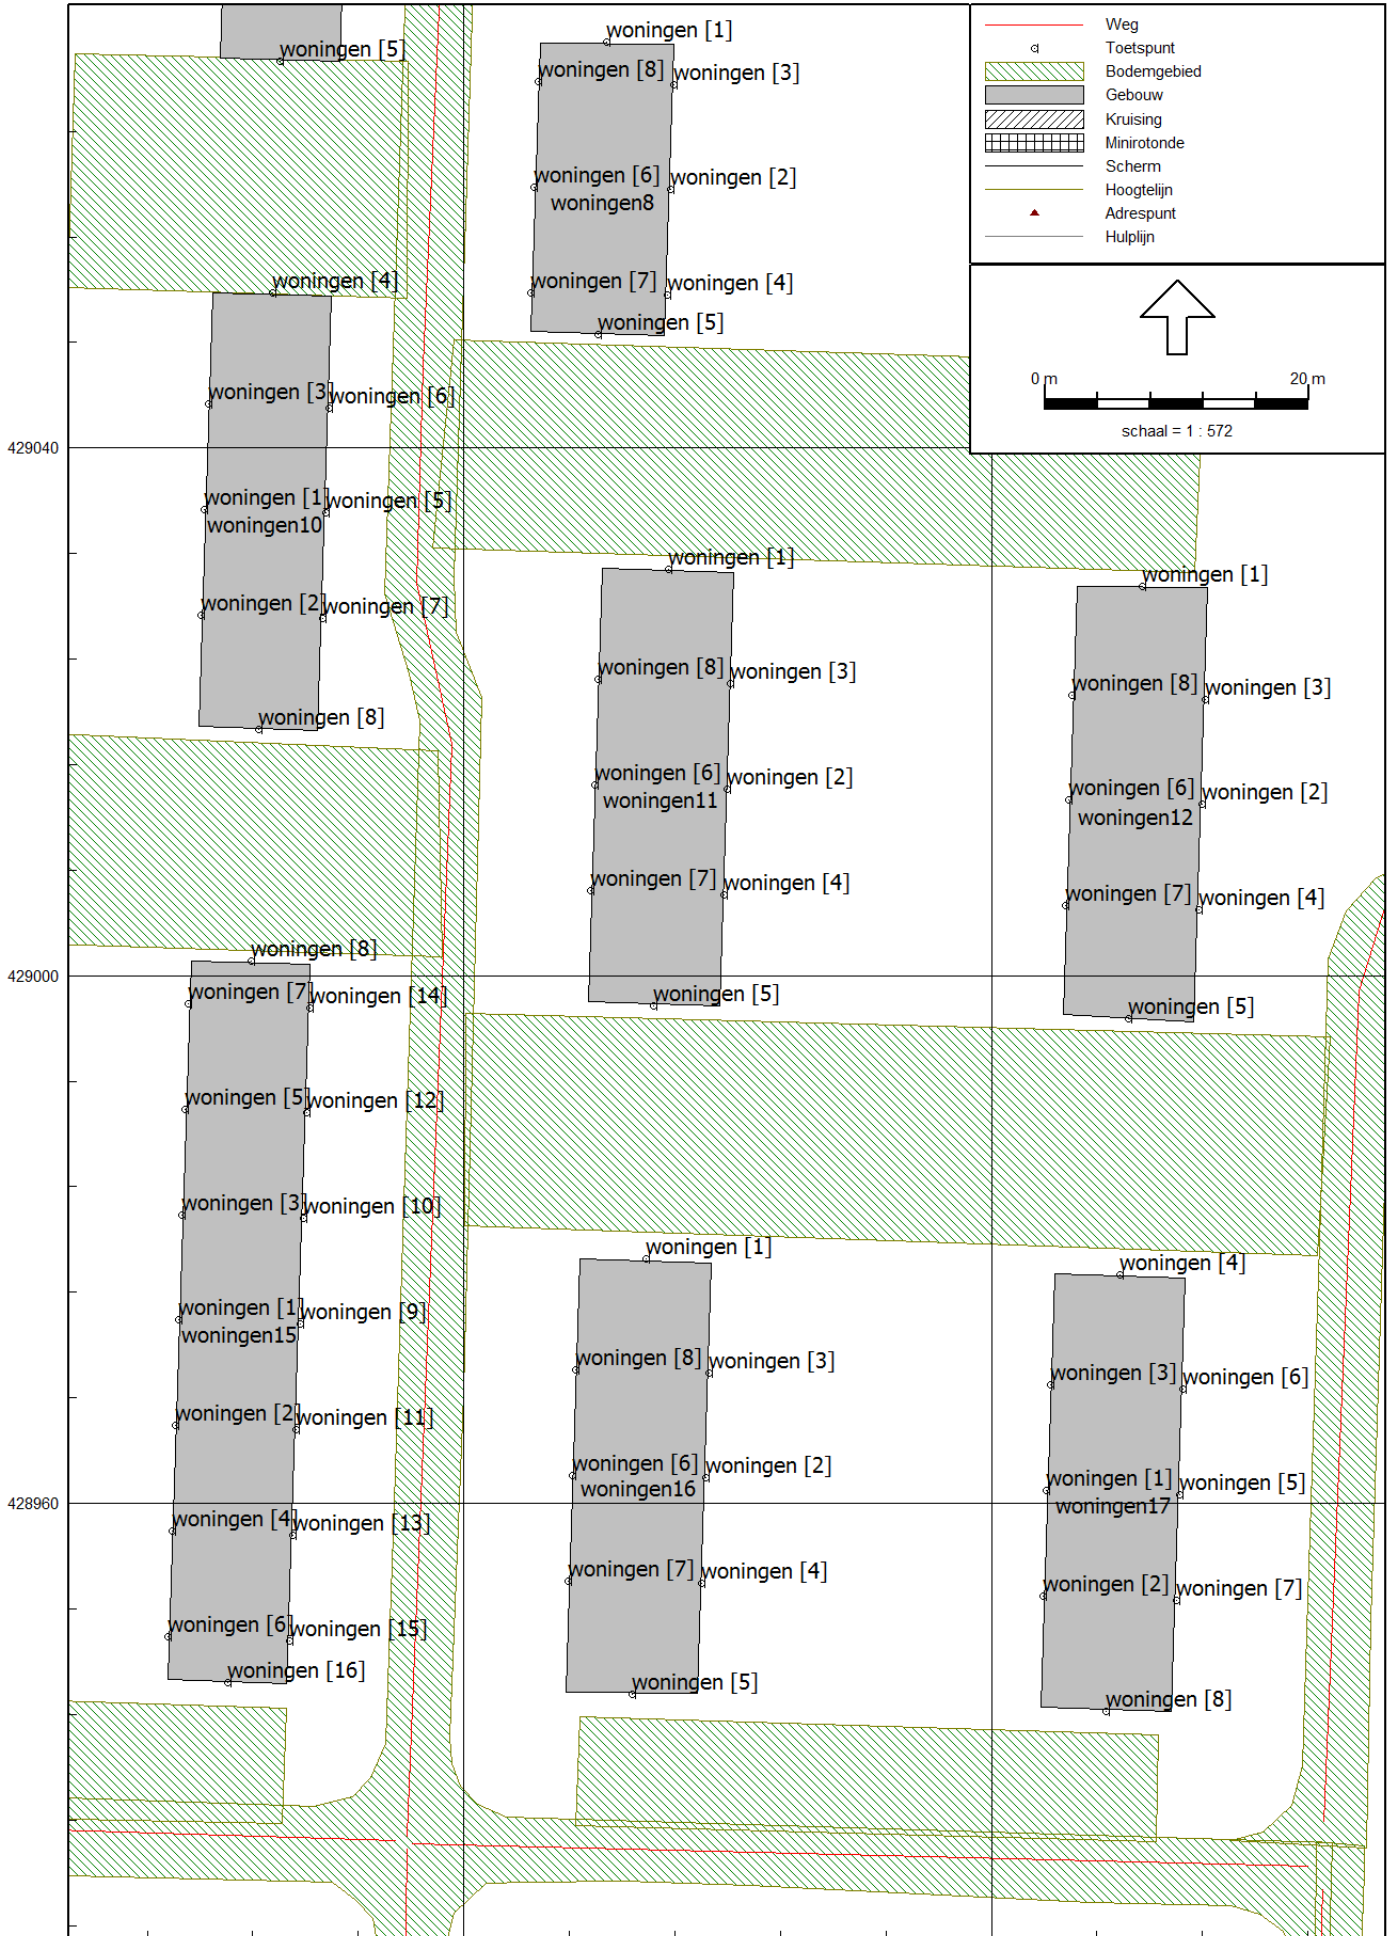 woningen [5]
woningen [1]
woningen [8]
woningen [3]
woningen [6]
woningen [2]
woningen8
woningen [7]
woningen [4]
woningen [5]
Weg
Toetspunt
Bodemgebied
Gebouw
Kruising
Minirotonde
Scherm
Hoogtelijn
Adrespunt
Hulplijn
0 m
20 m
schaal = 1 : 572
woningen [4]
woningen [3]
woningen [6]
429040
woningen [1]
woningen [5]
woningen10
woningen [2]
woningen [7]
woningen [8]
woningen [1]
woningen [8]
woningen [3]
woningen [6]
woningen [2]
woningen11
woningen [7]
woningen [4]
woningen [5]
woningen [1]
woningen [8]
woningen [3]
woningen [6]
woningen [2]
woningen12
woningen [7]
woningen [4]
woningen [5]
429000
woningen [8]
woningen [7]
woningen [14]
woningen [5]
woningen [12]
woningen [3]
woningen [10]
woningen [1]
woningen [9]
woningen15
woningen [2]
woningen [11]
woningen [4]
woningen [13]
woningen [6]
woningen [15]
woningen [16]
woningen [1]
woningen [8]
woningen [3]
woningen [6]
woningen [2]
woningen16
woningen [7]
woningen [4]
woningen [5]
woningen [4]
woningen [3]
woningen [6]
woningen [1]
woningen [5]
woningen17
woningen [2]
woningen [7]
woningen [8]
428960